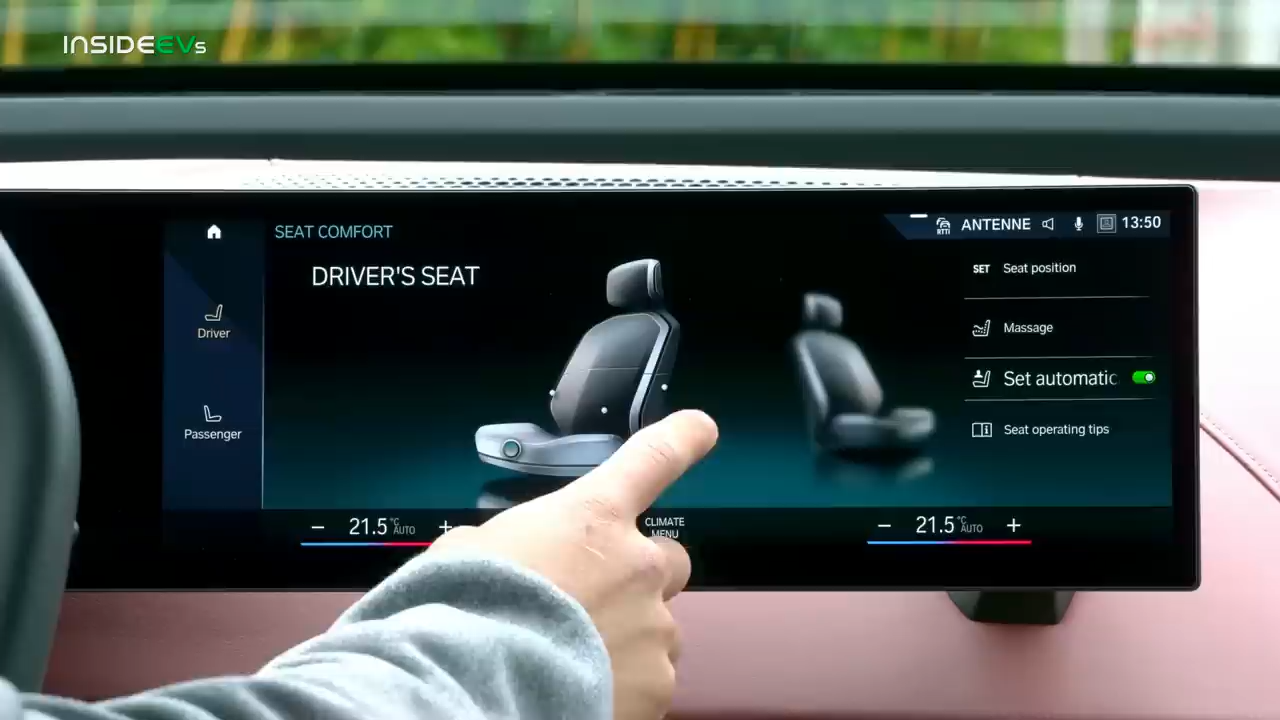 INSIDEEVs
SEAT COMFORT
RTTI ANTENNE 13:50
DRIVER'S SEAT
SET Seat position
Driver
Massage
Set automatic
Passenger
Seat operating tips
− 21.5 °C AUTO +
CLIMATE
MENU
− 21.5 °C AUTO +